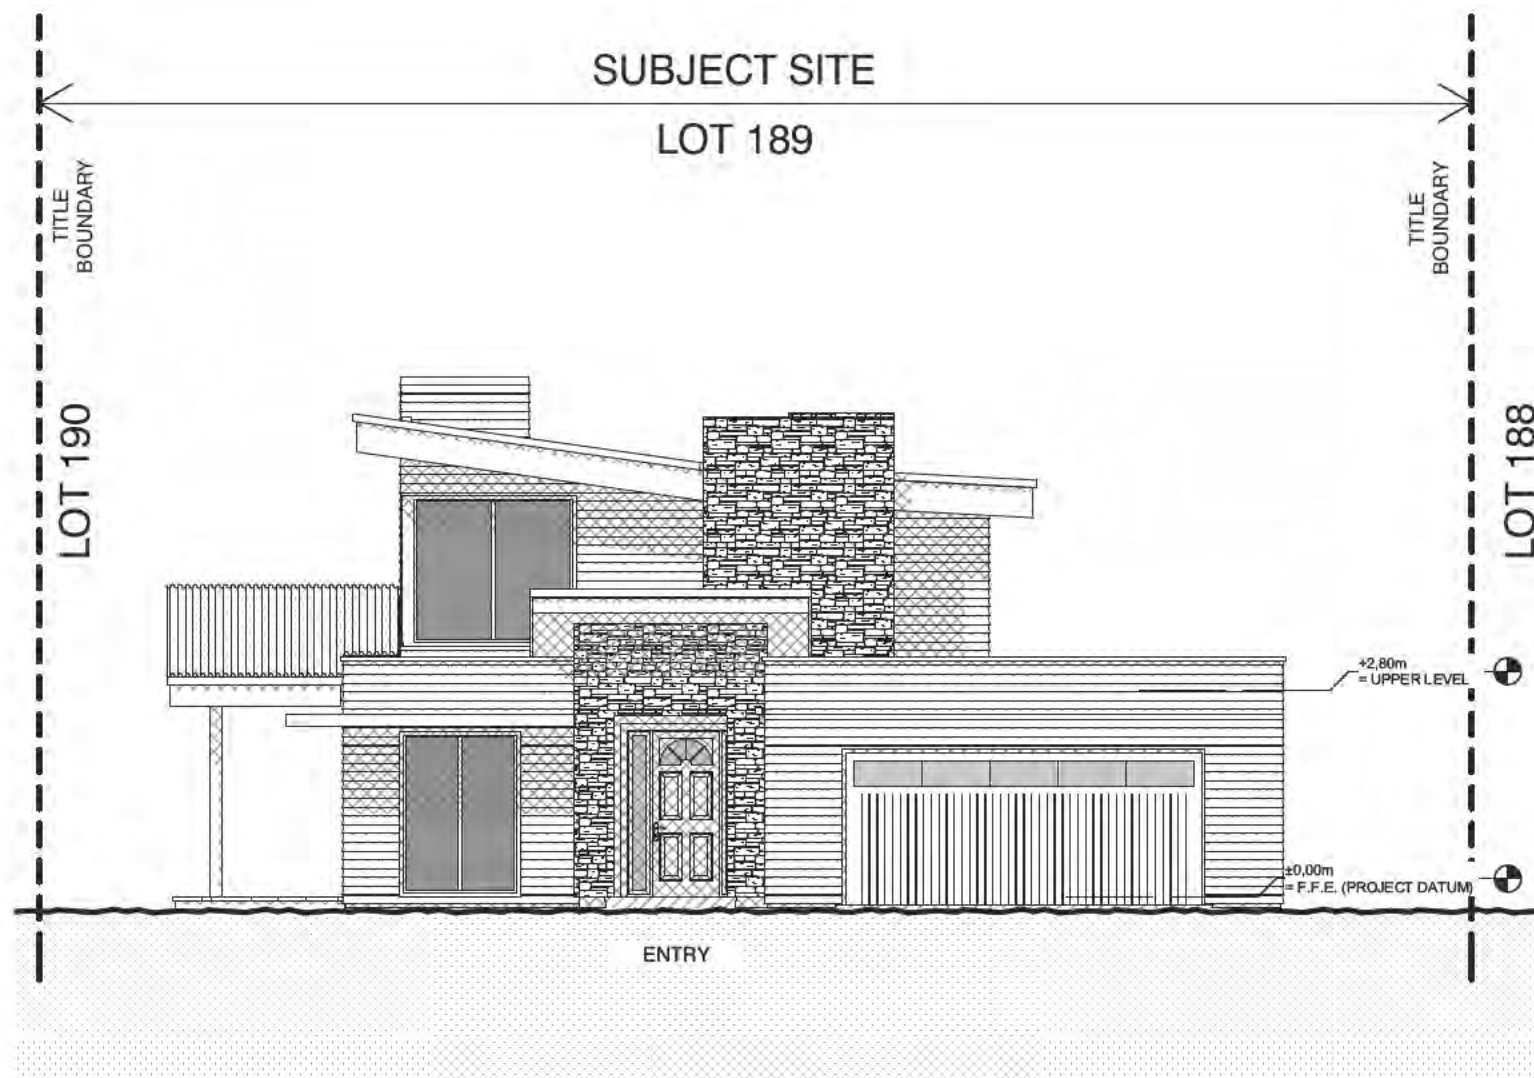 SUBJECT SITE
LOT 189
TITLE
BOUNDARY
TITLE
BOUNDARY
LOT 190
LOT 188
+2,80m
= UPPER LEVEL
±0,00m
= F.F.E. (PROJECT DATUM)
ENTRY